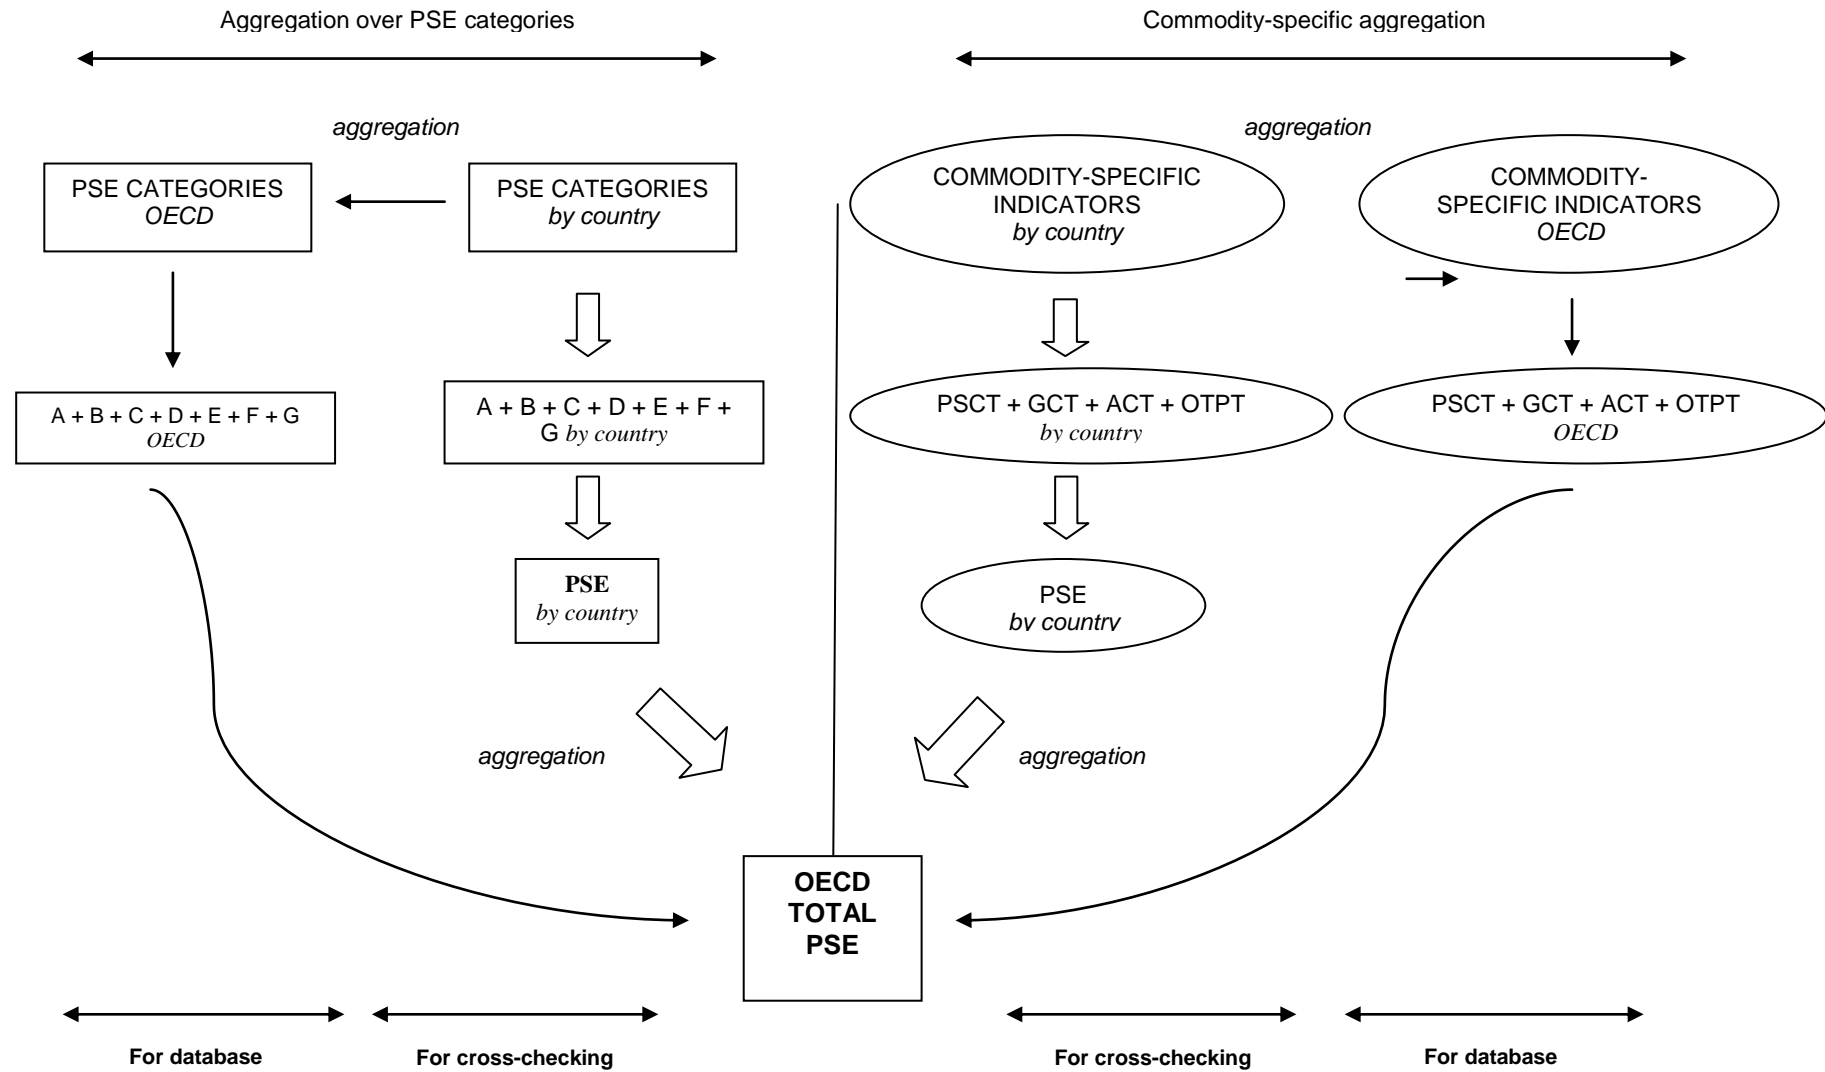 Aggregation over PSE categories
Commodity-specific aggregation
aggregation
aggregation
PSE CATEGORIES
OECD
PSE CATEGORIES
by country
COMMODITY-SPECIFIC
INDICATORS
by country
COMMODITY-
SPECIFIC INDICATORS
OECD
A + B + C + D + E + F + G
OECD
A + B + C + D + E + F +
G by country
PSCT + GCT + ACT + OTPT
by country
PSCT + GCT + ACT + OTPT
OECD
PSE
by country
PSE
by country
aggregation
aggregation
OECD
TOTAL
PSE
For database
For cross-checking
For cross-checking
For database